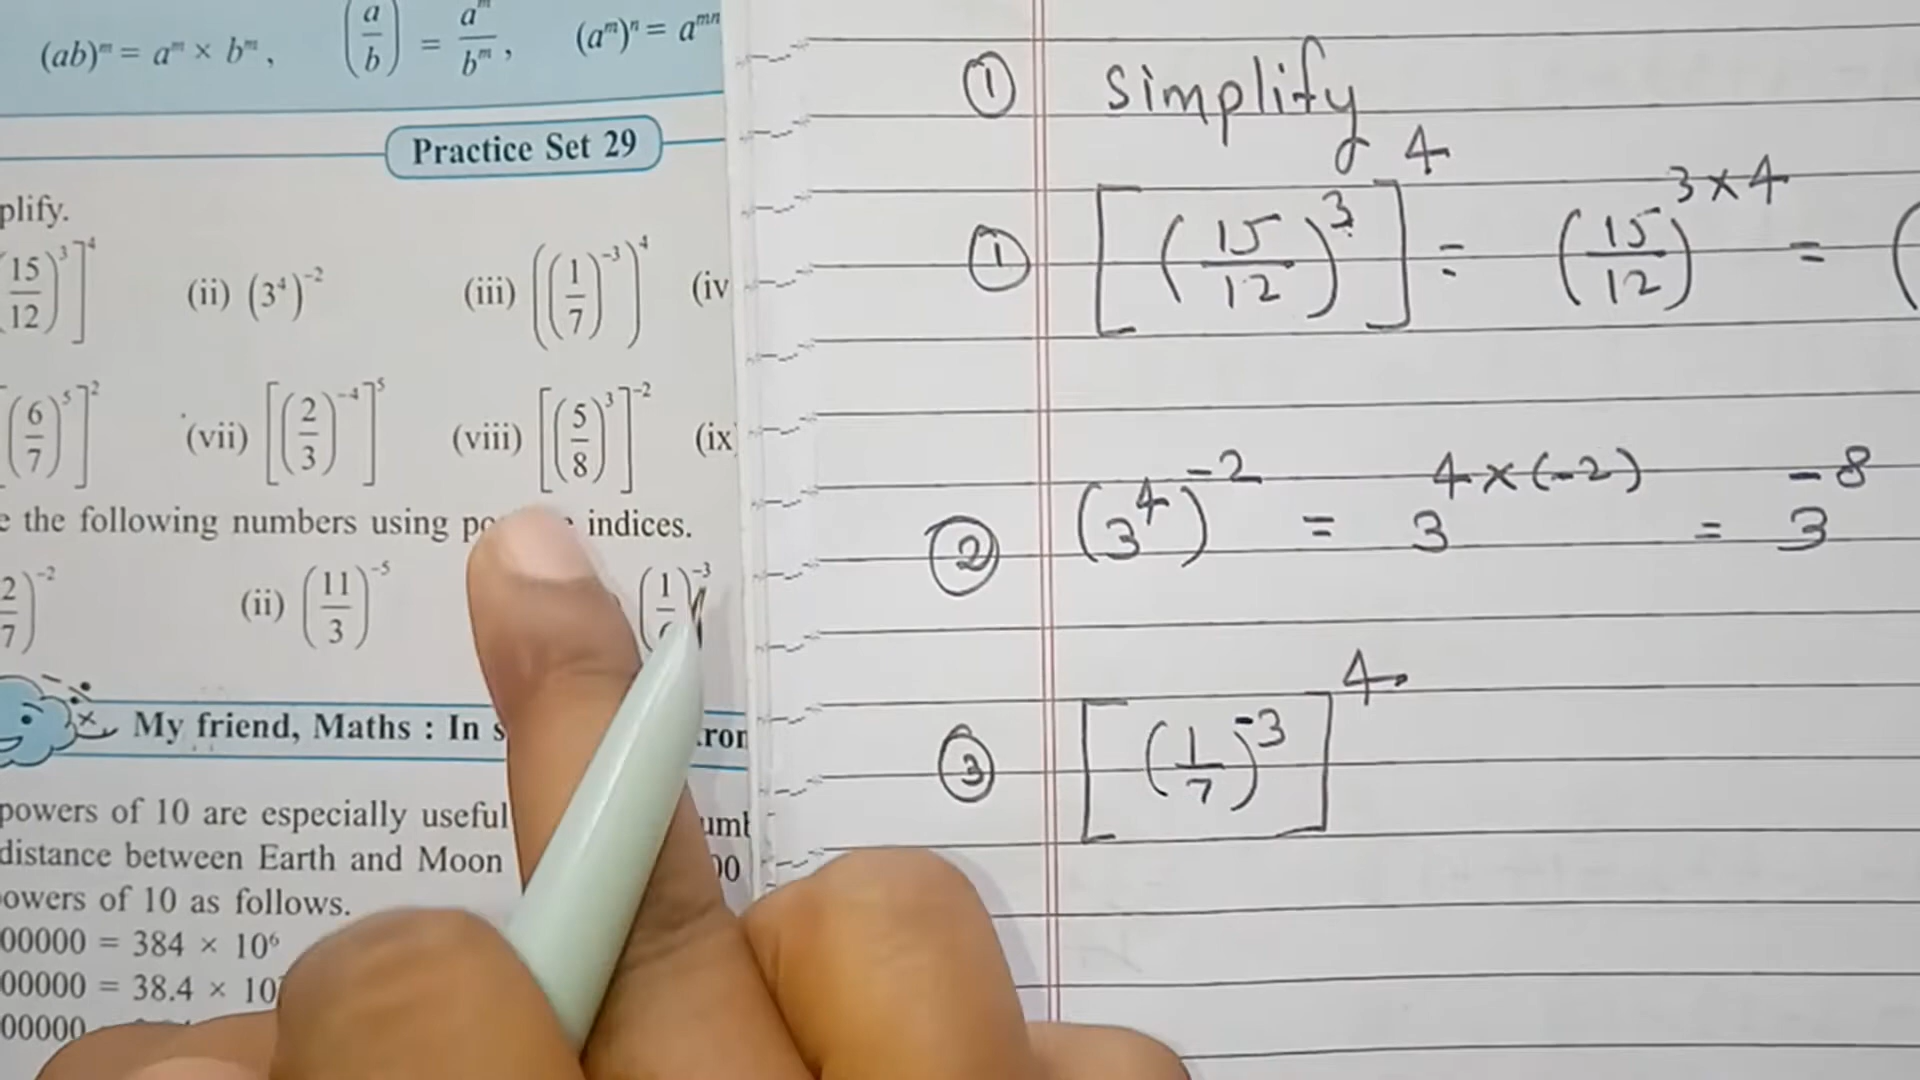 (ab)ᵐ = aᵐ × bᵐ, (a/b) = aᵐ/bᵐ, (aᵐ)ⁿ = aᵐⁿ
Practice Set 29
plify.
15/12)³]⁴ (ii) (3⁴)⁻² (iii) ((1/7)⁻³)⁴ (iv
[(6/7)⁵]² (vii) [(2/3)⁻⁴]⁵ (viii) [(5/8)³]⁻² (ix
e the following numbers using indices.
2/7)⁻² (ii) (11/3)⁻⁵ (1/ )⁻³
My friend, Maths : In s
powers of 10 are especially useful umb
distance between Earth and Moon 00
owers of 10 as follows.
00000 = 384 × 10⁶
00000 = 38.4 × 10
00000
① Simplify
① [(15/12)³]⁴ = (15/12)³ˣ⁴ = (
② (3⁴)⁻² = 3⁴ˣ⁽⁻²⁾ = 3⁻⁸
③ [(1/7)⁻³]⁴